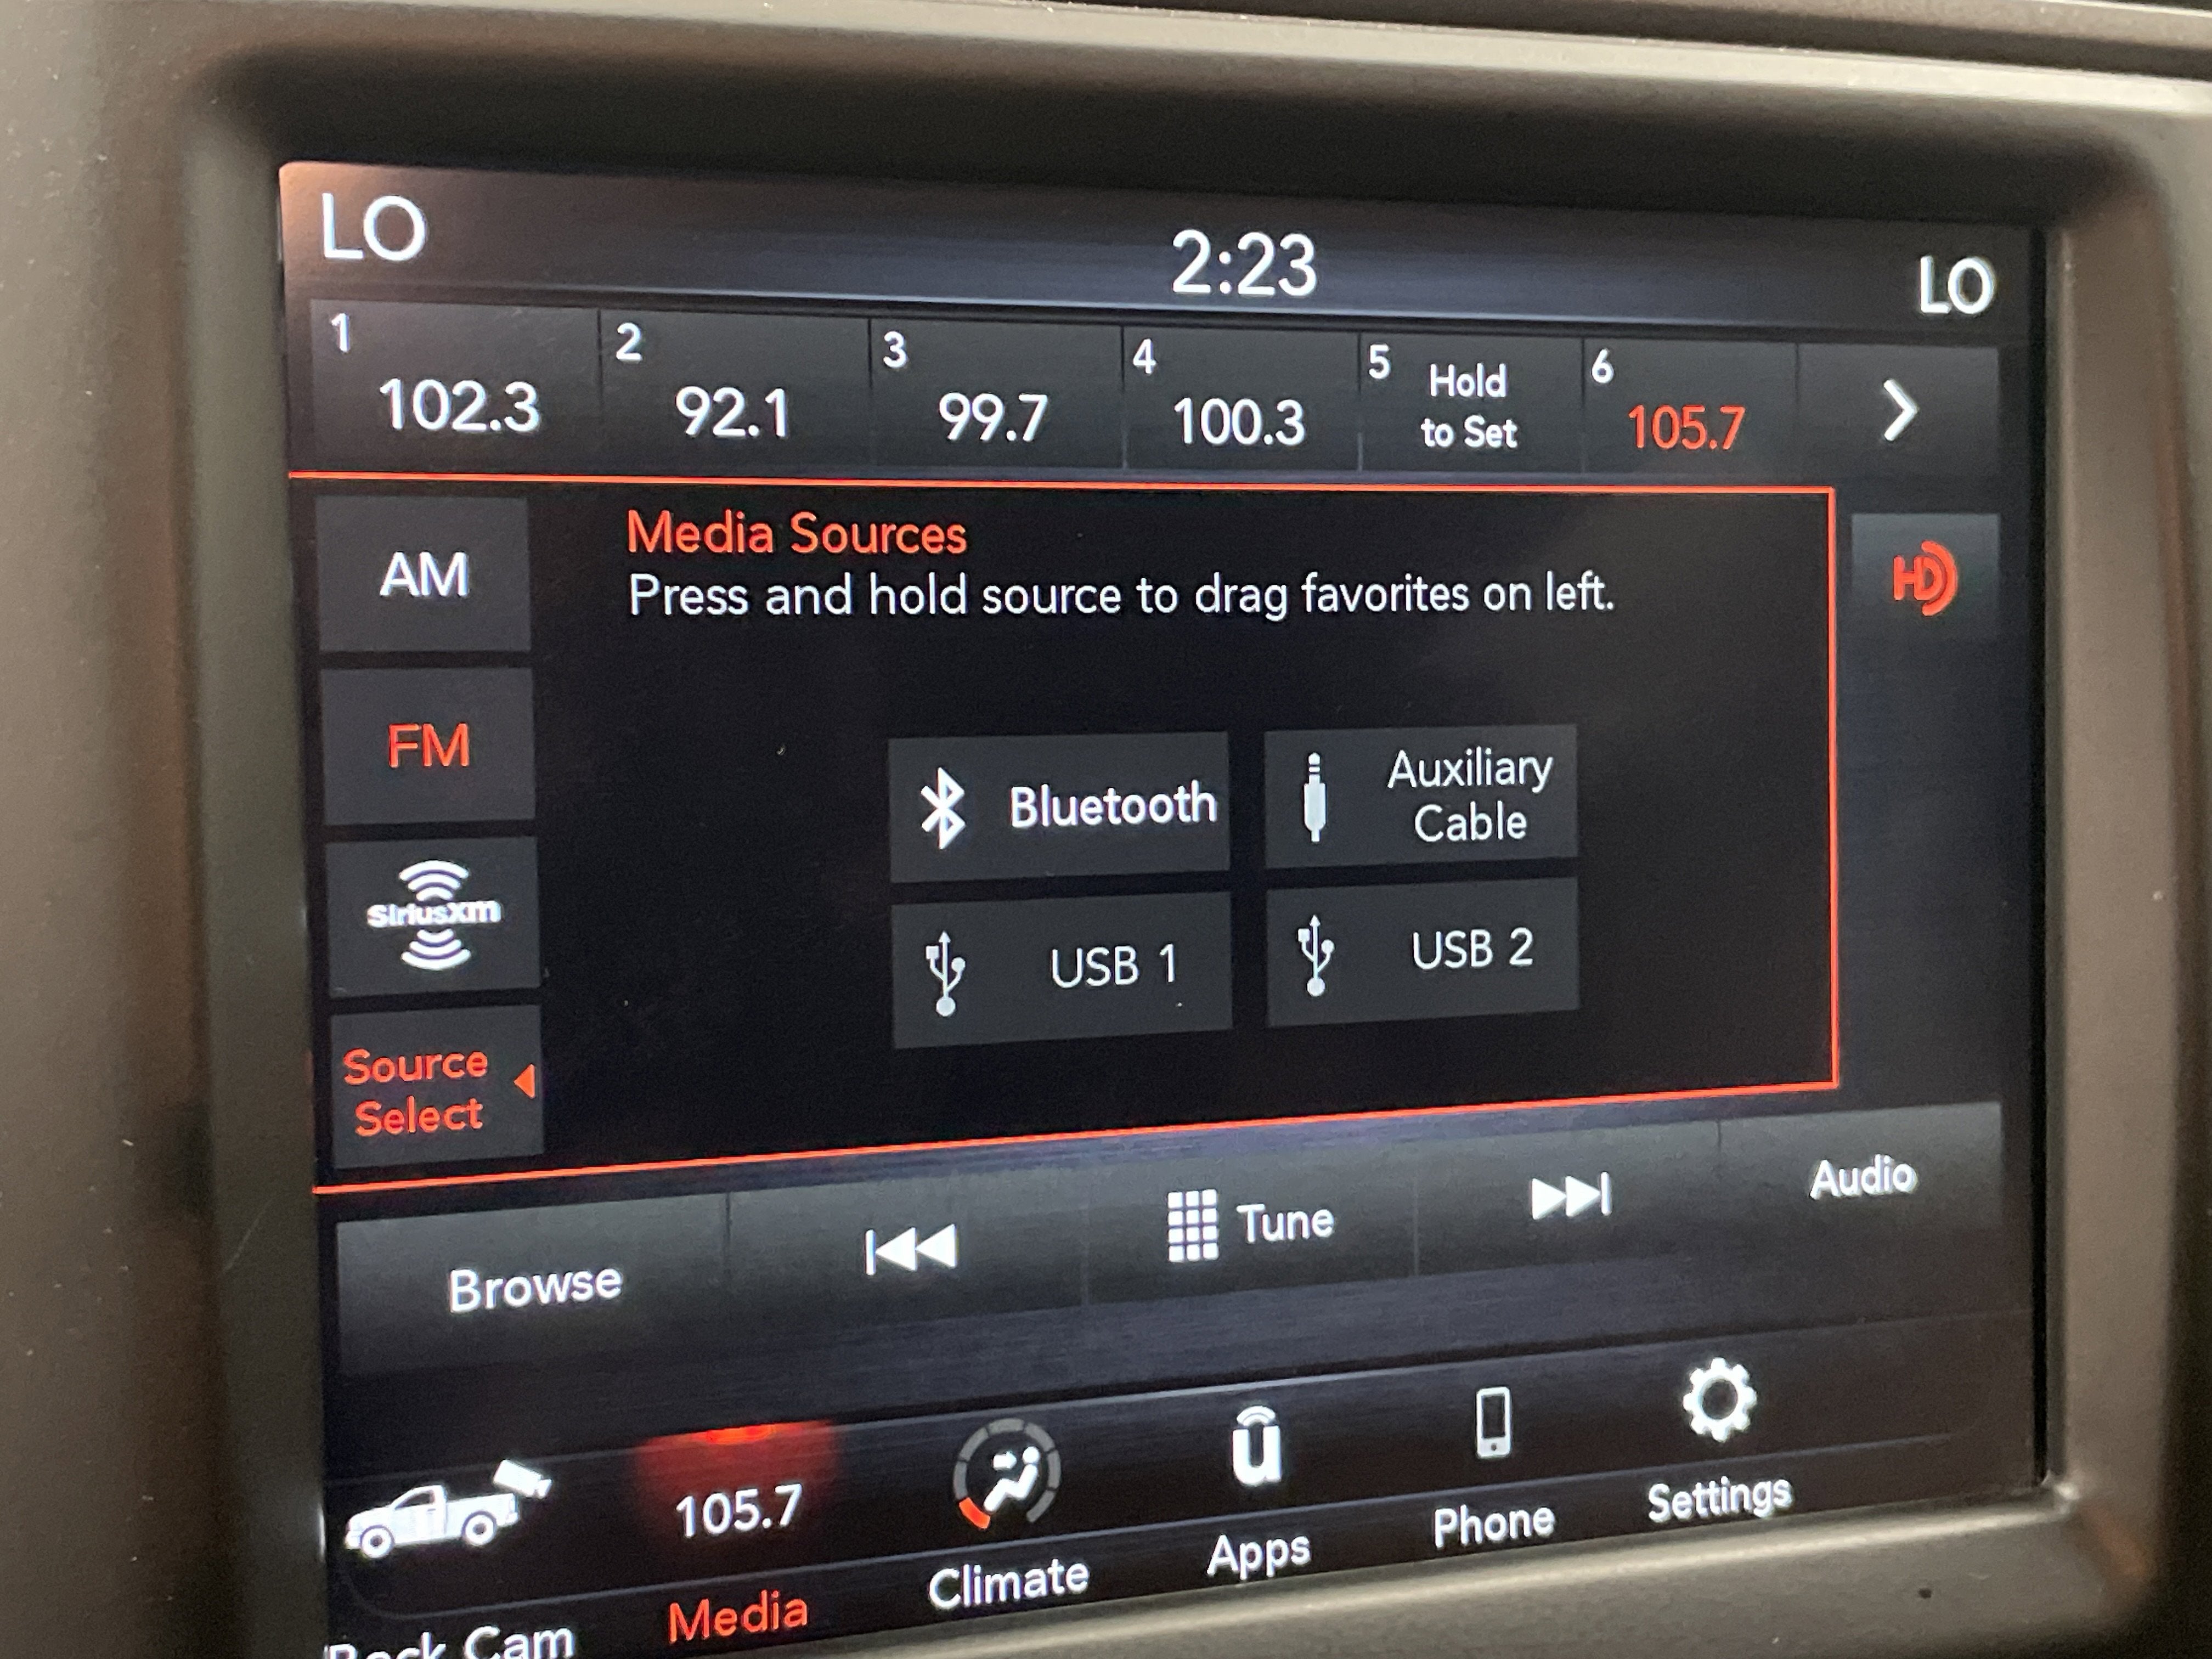 LO
2:23
LO
1
102.3
2
92.1
3
99.7
4
100.3
5
Hold
to Set
6
105.7
AM
FM
SiriusXM
Source
Select
Media Sources
Press and hold source to drag favorites on left.
Bluetooth
Auxiliary
Cable
USB 1
USB 2
HD
Browse
Tune
Audio
Cam
105.7
Media
Climate
Apps
Phone
Settings